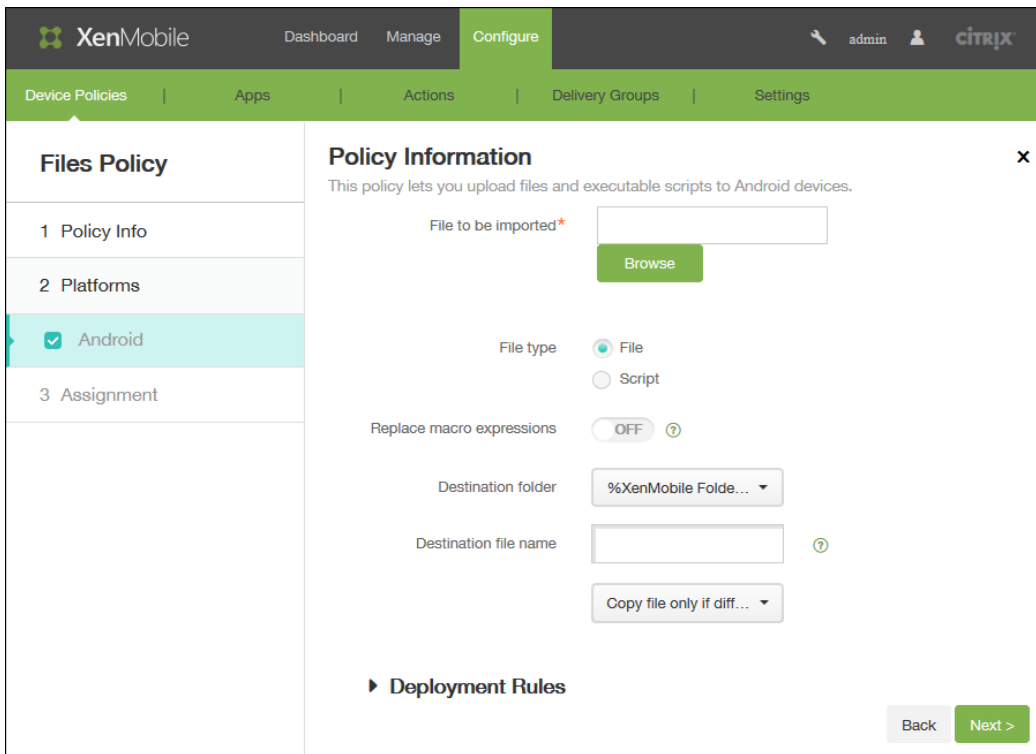 XenMobile Dashboard Manage Configure admin CİTRIX
Device Policies | Apps | Actions | Delivery Groups | Settings
Files Policy
1 Policy Info
2 Platforms
Android
3 Assignment
Policy Information
This policy lets you upload files and executable scripts to Android devices.
File to be imported*
Browse
File type File
Script
Replace macro expressions OFF ?
Destination folder %XenMobile Folde...
Destination file name ?
Copy file only if diff...
Deployment Rules
Back Next >